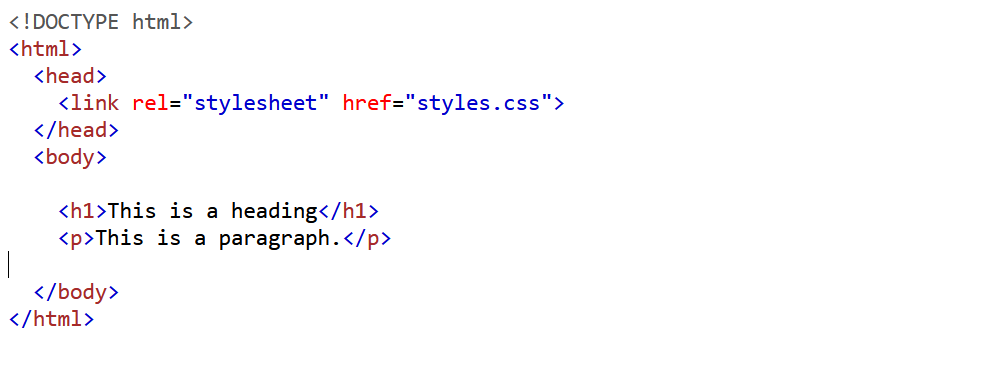 <!DOCTYPE html>
<html>
  <head>
    <link rel="stylesheet" href="styles.css">
  </head>
  <body>

    <h1>This is a heading</h1>
    <p>This is a paragraph.</p>

  </body>
</html>